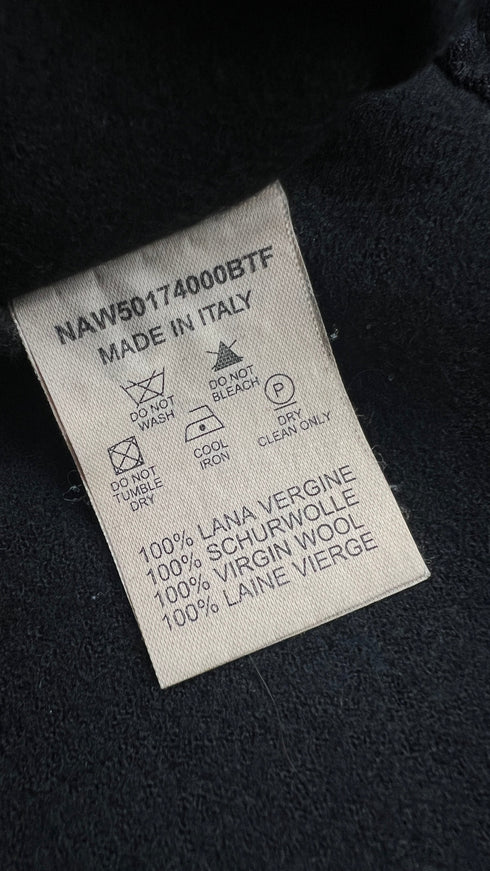 NAW50174000BTF
MADE IN ITALY
DO NOT
WASH
DO NOT
BLEACH
DO NOT
TUMBLE
DRY
COOL
IRON
P
DRY
CLEAN ONLY
100% LANA VERGINE
100% SCHURWOLLE
100% VIRGIN WOOL
100% LAINE VIERGE